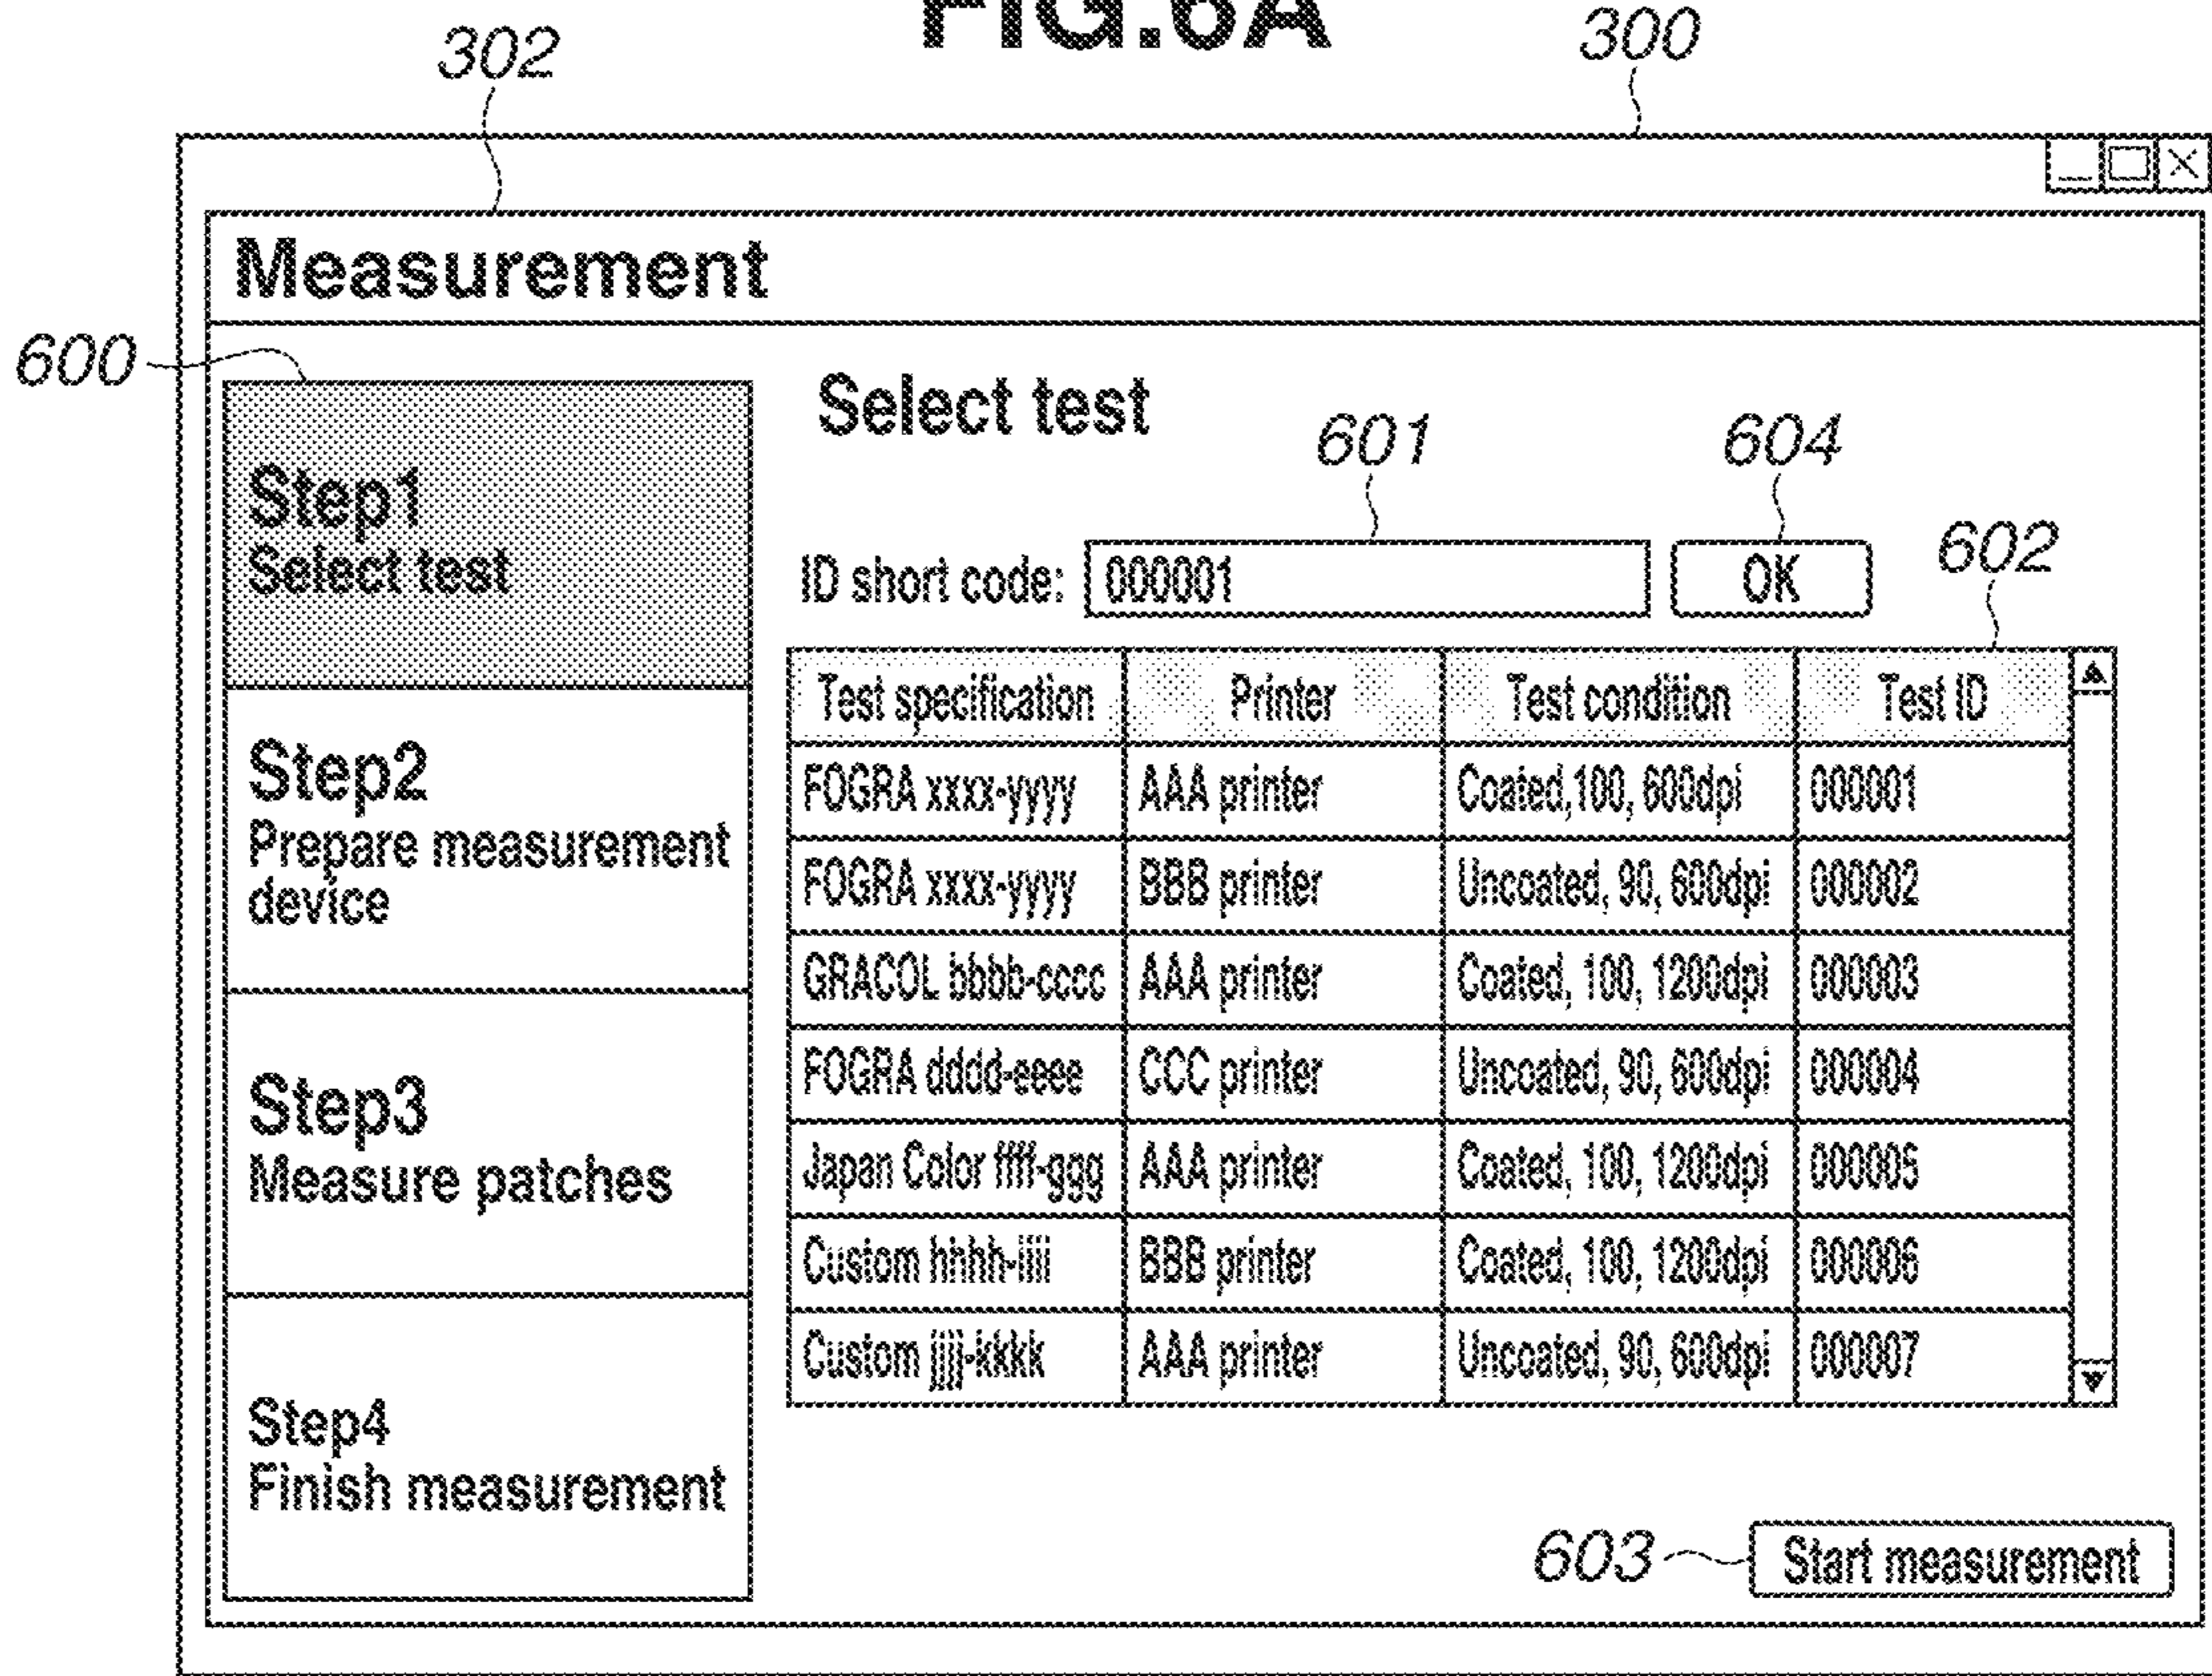 FIG.6A
302
300
Measurement
600
Step1
Select test
Step2
Prepare measurement
device
Step3
Measure patches
Step4
Finish measurement
Select test
601
604
602
ID short code: 000001 OK
Test specification Printer Test condition Test ID
FOGRA xxxx-yyyy AAA printer Coated,100, 600dpi 000001
FOGRA xxxx-yyyy BBB printer Uncoated, 90, 600dpi 000002
GRACOL bbbb-cccc AAA printer Coated, 100, 1200dpi 000003
FOGRA dddd-eeee CCC printer Uncoated, 90, 600dpi 000004
Japan Color ffff-ggg AAA printer Coated, 100, 1200dpi 000005
Custom hhhh-iiii BBB printer Coated, 100, 1200dpi 000006
Custom jjjj-kkkk AAA printer Uncoated, 90, 600dpi 000007
603
Start measurement